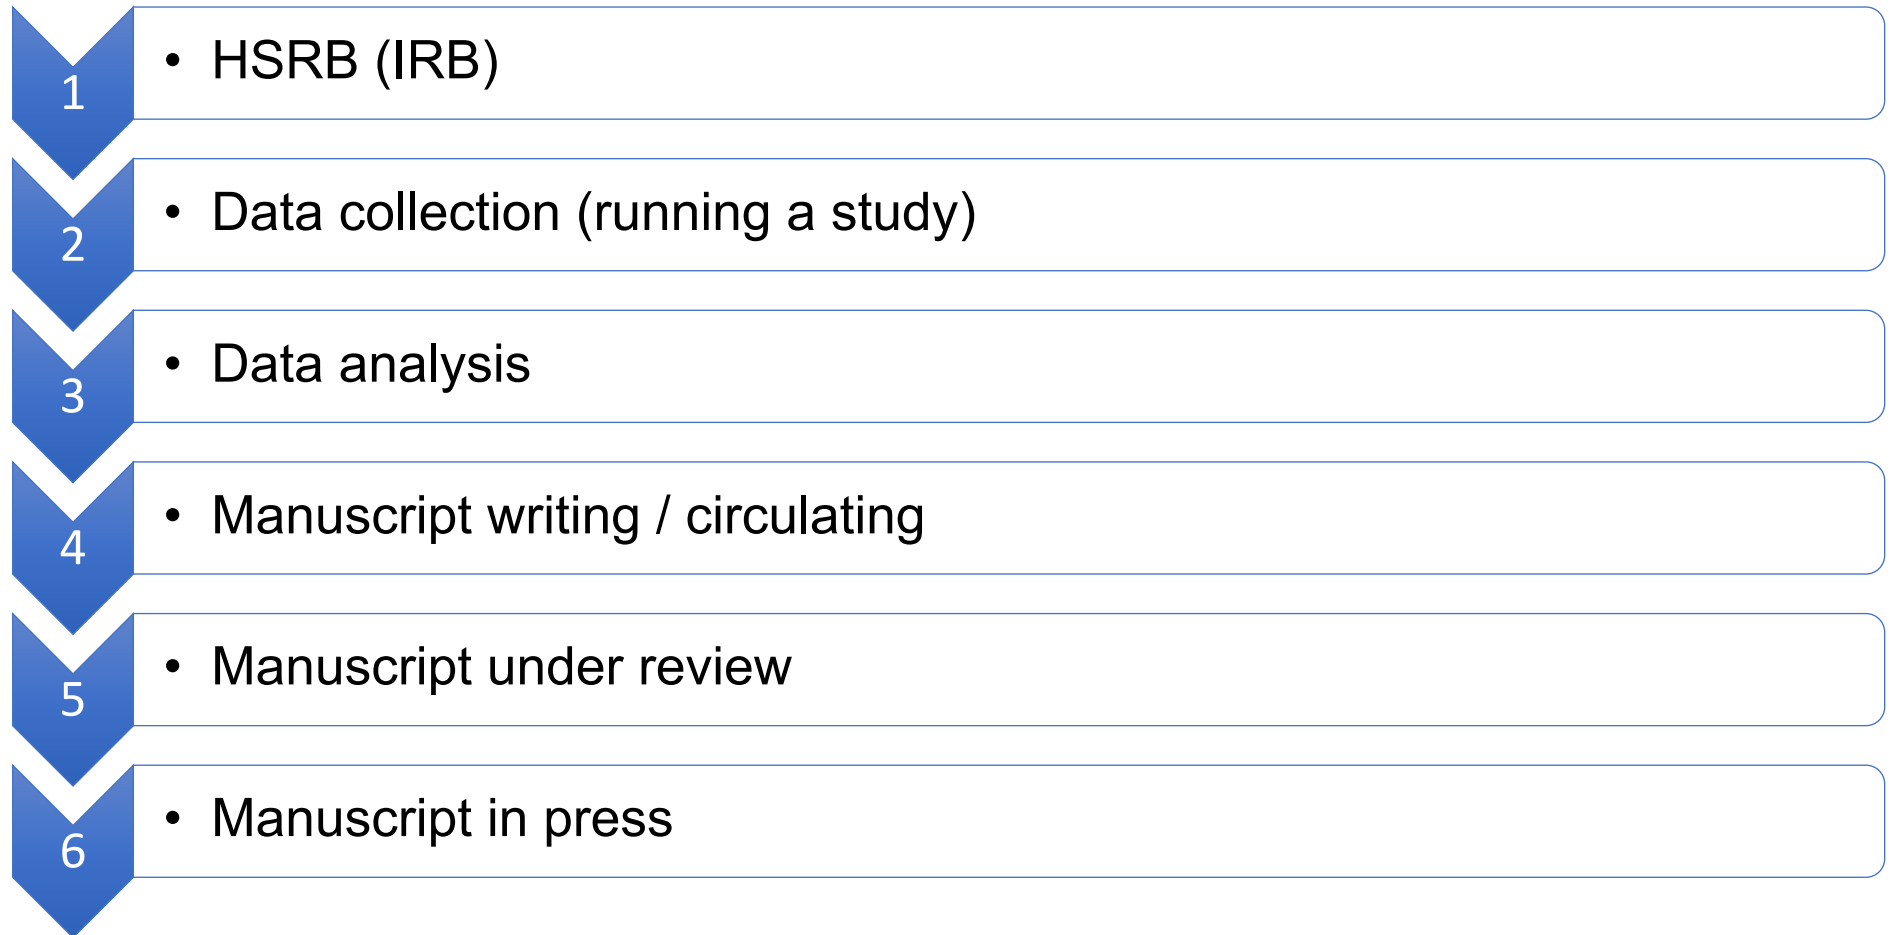 1
• HSRB (IRB)
2
• Data collection (running a study)
3
• Data analysis
4
• Manuscript writing / circulating
5
• Manuscript under review
6
• Manuscript in press